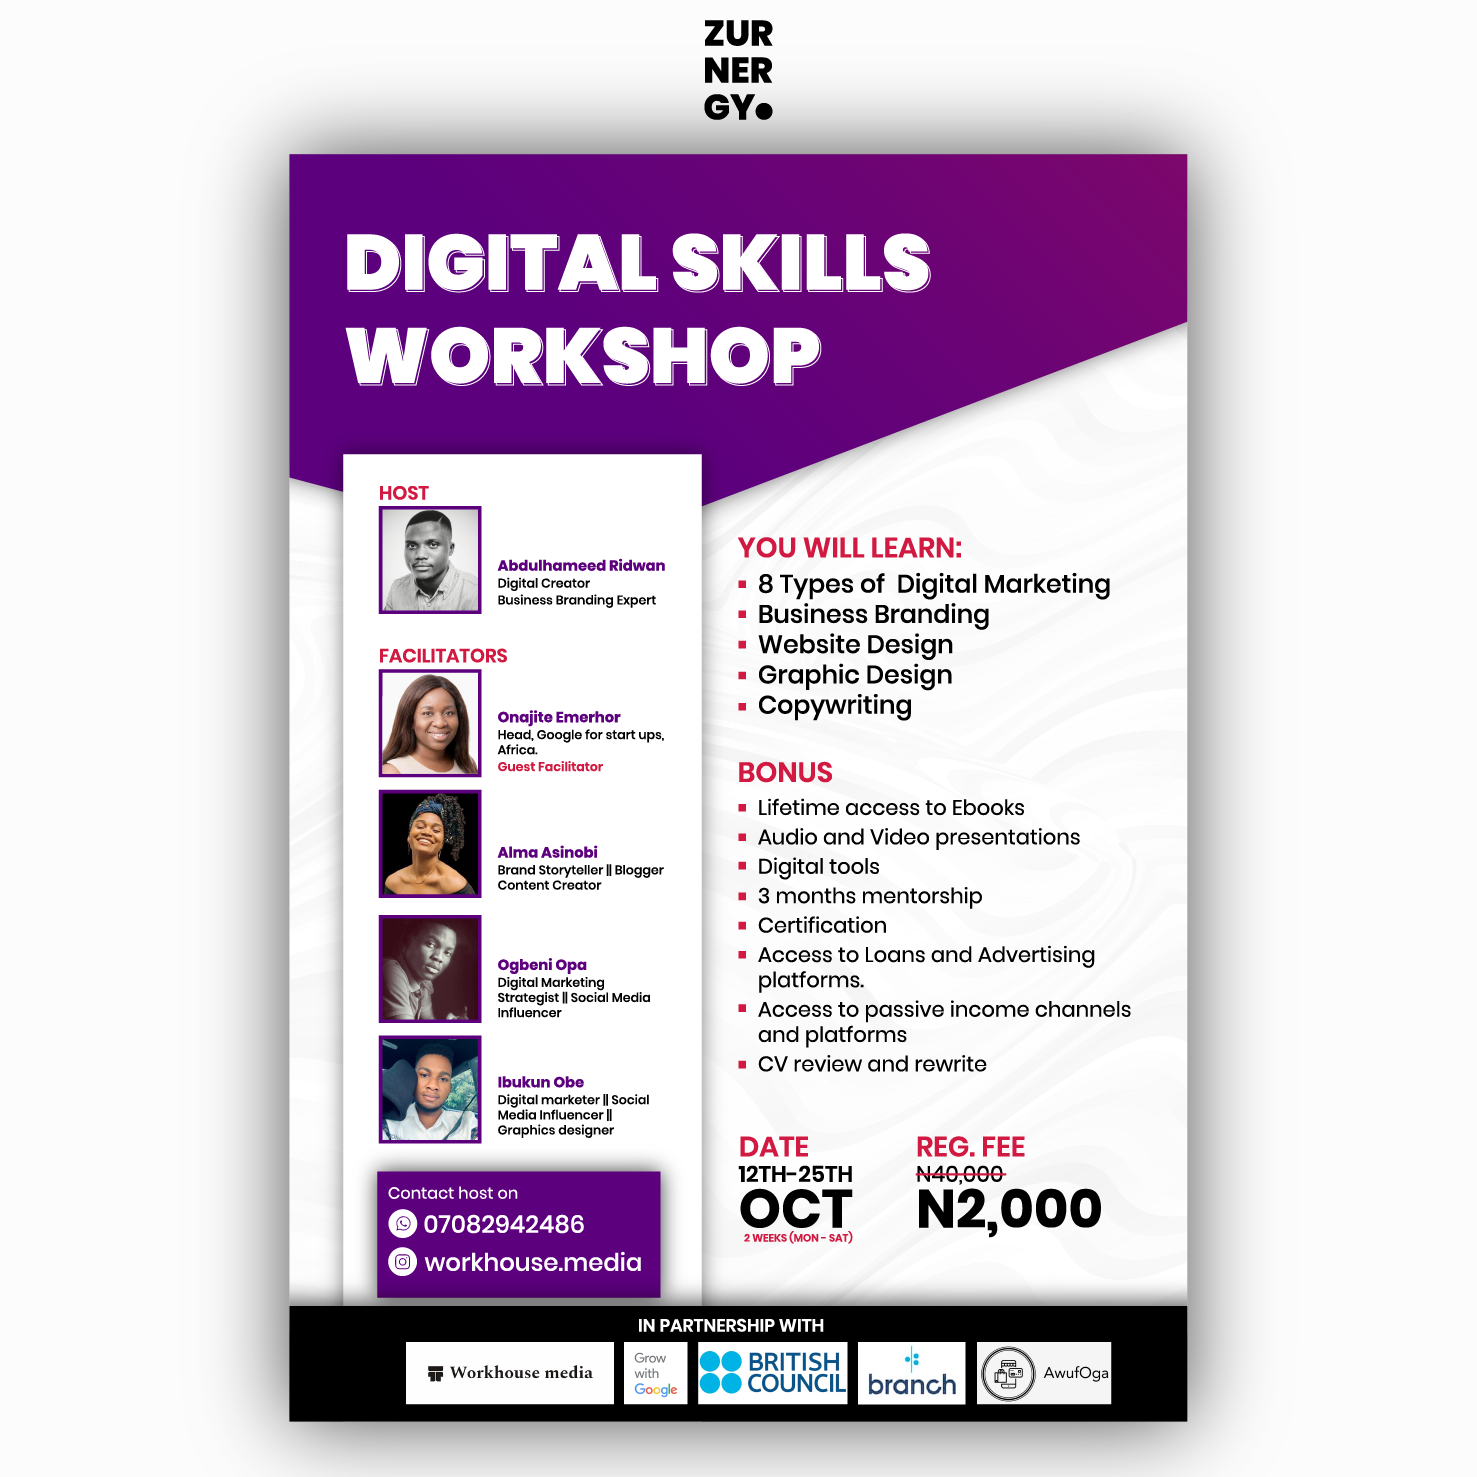 ZUR
NER
GY.
DIGITAL SKILLS
WORKSHOP
HOST
Abdulhameed Ridwan
Digital Creator
Business Branding Expert
FACILITATORS
Onajite Emerhor
Head, Google for start ups,
Africa.
Guest Facilitator
Alma Asinobi
Brand Storyteller || Blogger
Content Creator
Ogbeni Opa
Digital Marketing
Strategist || Social Media
Influencer
Ibukun Obe
Digital marketer || Social
Media Influencer ||
Graphics designer
Contact host on
07082942486
workhouse.media
YOU WILL LEARN:
8 Types of Digital Marketing
Business Branding
Website Design
Graphic Design
Copywriting
BONUS
Lifetime access to Ebooks
Audio and Video presentations
Digital tools
3 months mentorship
Certification
Access to Loans and Advertising
platforms.
Access to passive income channels
and platforms
CV review and rewrite
DATE
12TH-25TH
OCT
2 WEEKS (MON - SAT)
REG. FEE
N40,000
N2,000
IN PARTNERSHIP WITH
Workhouse media
Grow
with
Google
BRITISH
COUNCIL
branch
AwufOga